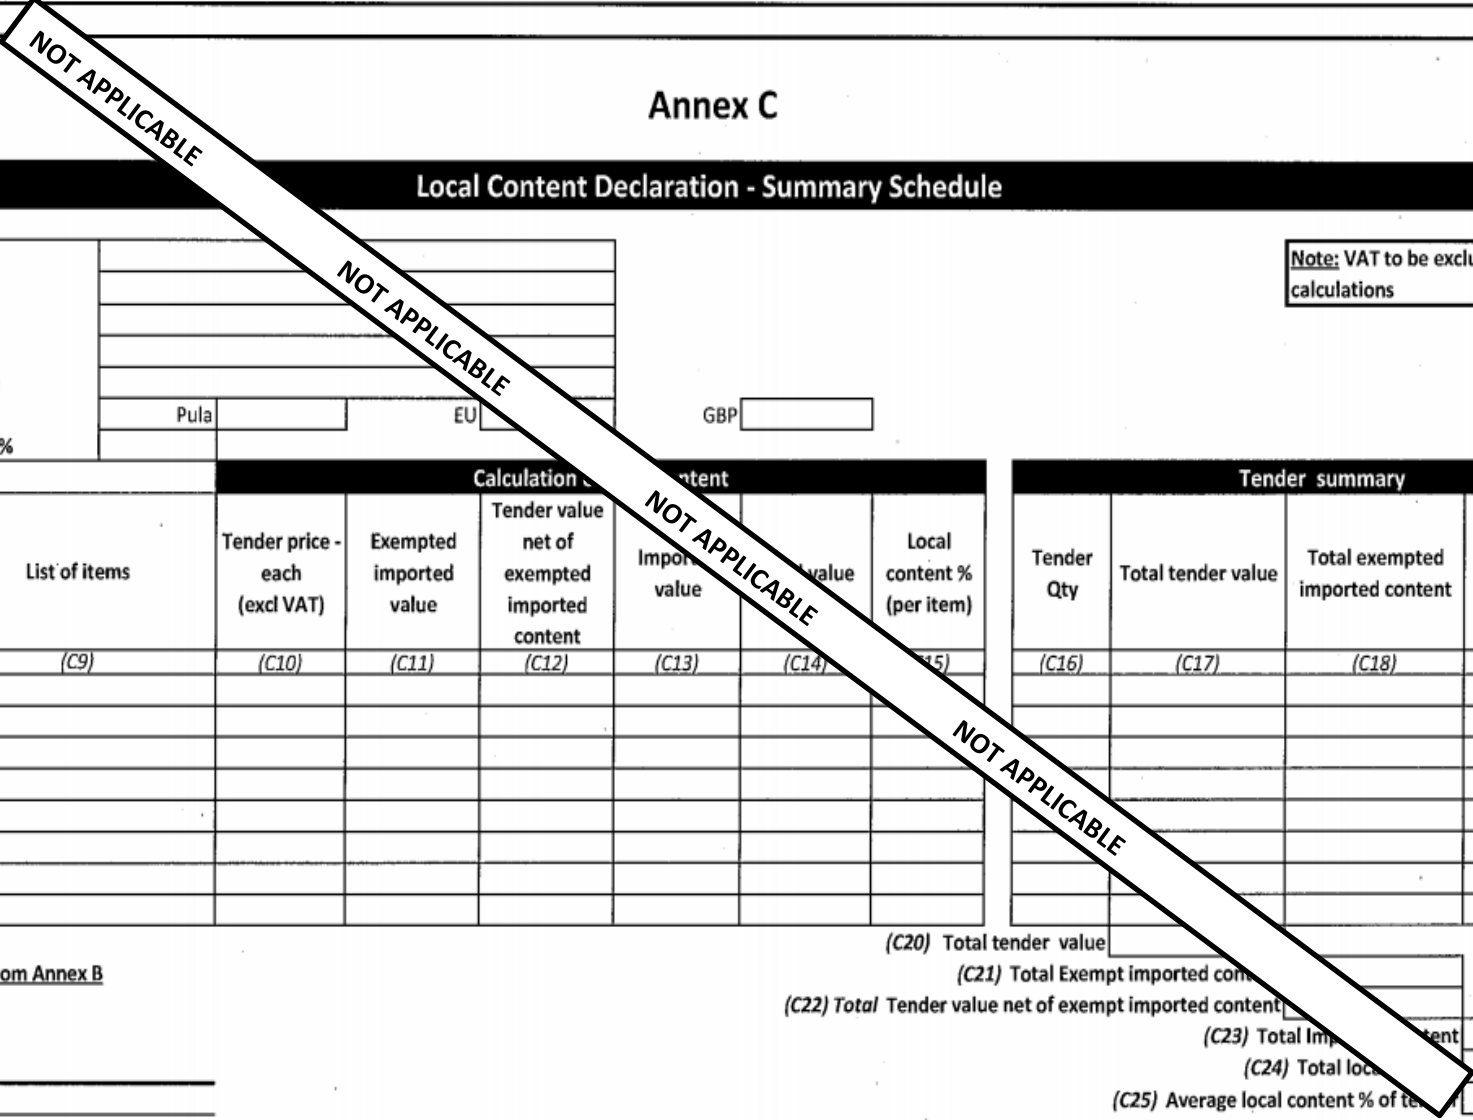 Annex C
Local Content Declaration - Summary Schedule
Note: VAT to be
calculations
Pula EU GBP
%
Calculation Tender summary
List of items
Tender price -
each
(excl VAT)
Exempted
imported
value
Tender value
net of
exempted
imported
content
value
value
Local
content %
(per item)
Tender
Qty
Total tender value
Total exempted
imported content
(C9) (C10) (C11) (C12) (C13) (C14) (C16) (C17) (C18)
(C20) Total tender value
Annex B
(C21) Total Exempt imported
(C22) Total Tender value net of exempt imported content
(C23) Total
(C24) Total
(C25) Average local content % of
NOT APPLICABLE
NOT APPLICABLE
NOT APPLICABLE
NOT APPLICABLE